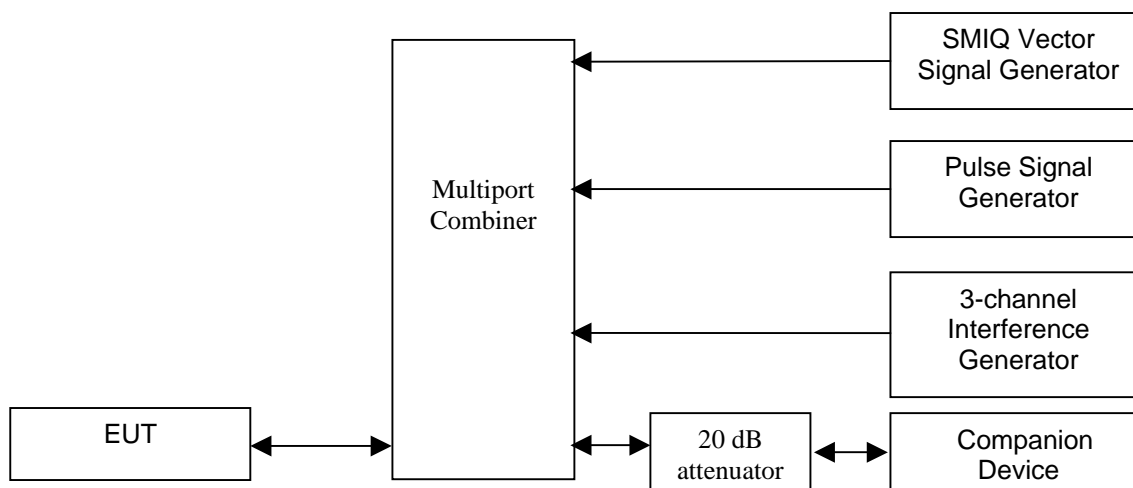 SMIQ Vector
Signal Generator
Pulse Signal
Generator
Multiport
Combiner
3-channel
Interference
Generator
EUT
20 dB
attenuator
Companion
Device